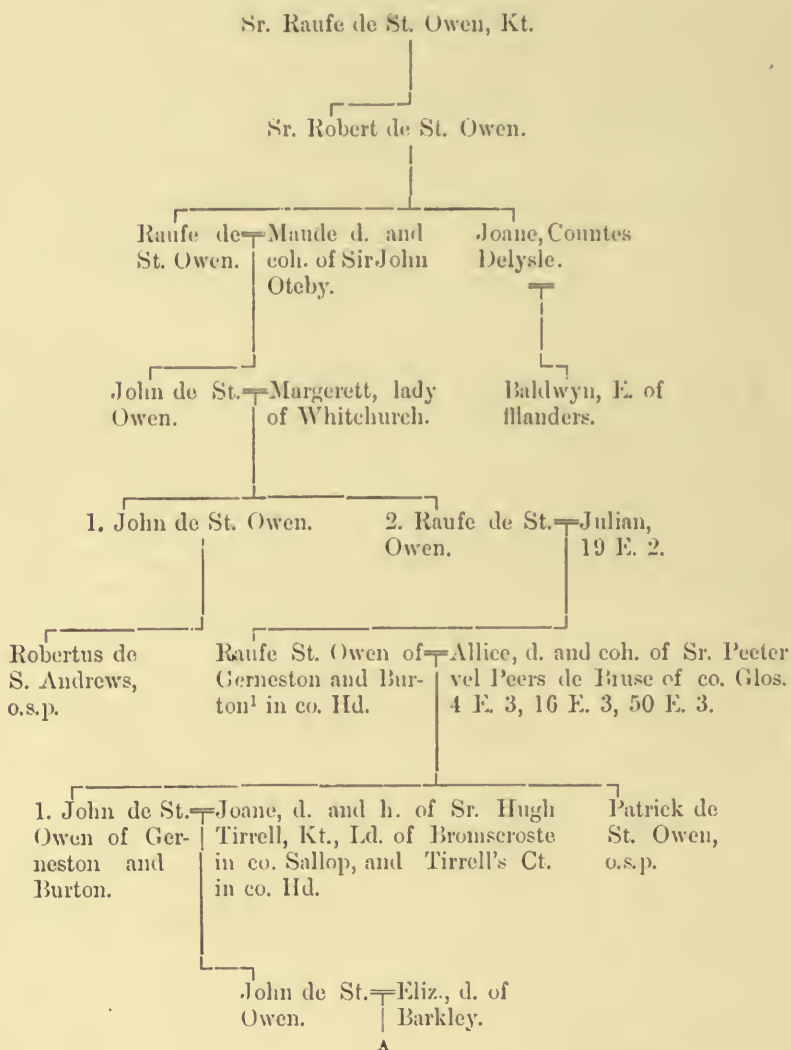 Sr. Raufe de St. Owen, Kt.
Sr. Robert de St. Owen.
Raufe de
St. Owen.
Maude d. and
coh. of Sir John
Oteby.
Joane, Countes
Delysle.
John de St.
Owen.
Margerett, lady
of Whitchurch.
Baldwyn, E. of
fflanders.
1. John de St. Owen.
2. Raufe de St.
Owen.
Julian,
19 E. 2.
Robertus de
S. Andrews,
o.s.p.
Raufe St. Owen of
Gerneston and Bur-
ton¹ in co. Hd.
Allice, d. and coh. of Sr. Peeter
vel Peers de Bruse of co. Glos.
4 E. 3, 16 E. 3, 50 E. 3.
1. John de St.
Owen of Ger-
neston and
Burton.
Joane, d. and h. of Sr. Hugh
Tirrell, Kt., Ld. of Bromscroste
in co. Sallop, and Tirrell's Ct.
in co. Hd.
Patrick de
St. Owen,
o.s.p.
John de St.
Owen.
Eliz., d. of
Barkley.
A